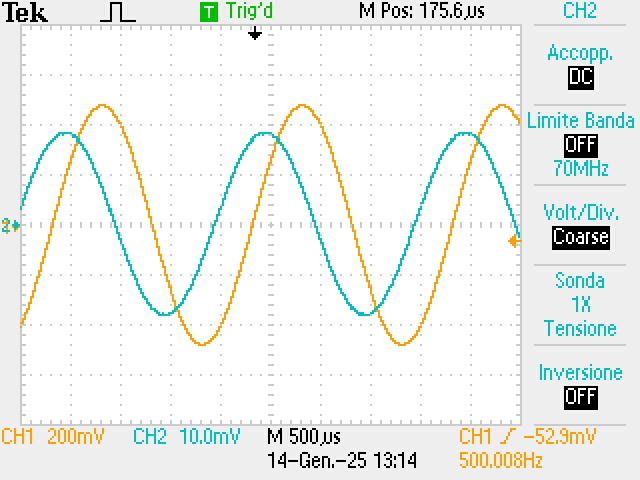 Tek T Trig'd M Pos: 175.6µs CH2
Accopp.
DC
Limite Banda
OFF
70MHz
Volt/Div.
Coarse
Sonda
1X
Tensione
Inversione
OFF
2
CH1 200mV CH2 10.0mV M 500µs CH1 -52.9mV
14-Gen.-25 13:14 500.008Hz